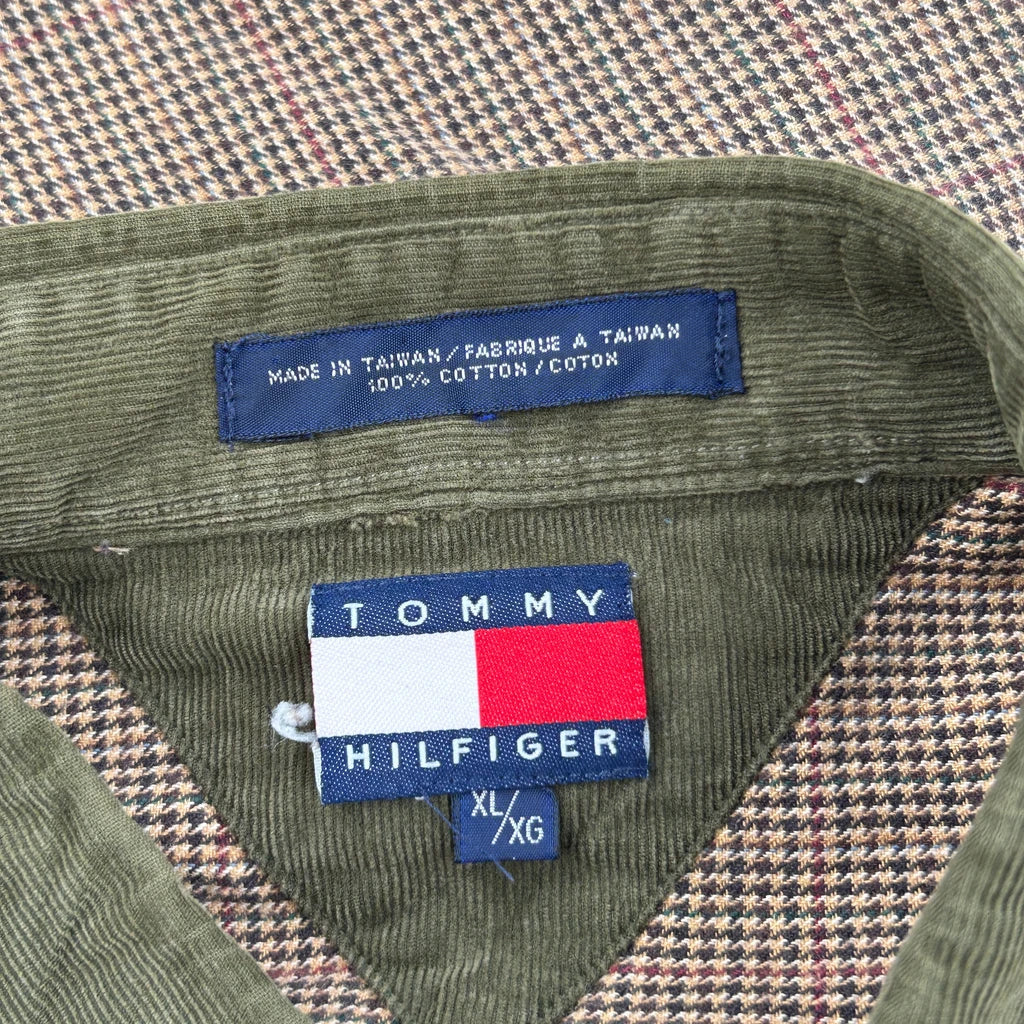 MADE IN TAIWAN/FABRIQUE A TAIWAN
100% COTTON/COTON
TOMMY
HILFIGER
XL/XG